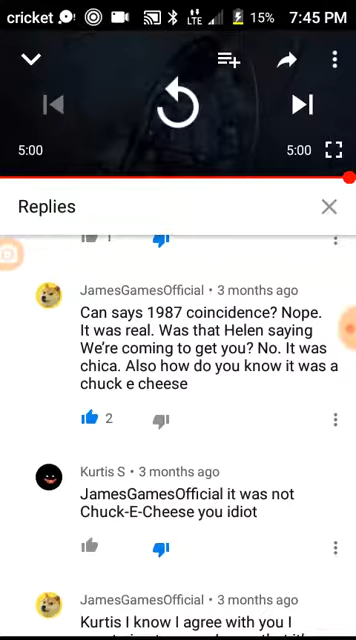 cricket 15% 7:45 PM
LTE
5:00 5:00
Replies
1
JamesGamesOfficial • 3 months ago
Can says 1987 coincidence? Nope.
It was real. Was that Helen saying
We’re coming to get you? No. It was
chica. Also how do you know it was a
chuck e cheese
2
Kurtis S • 3 months ago
JamesGamesOfficial it was not
Chuck-E-Cheese you idiot
JamesGamesOfficial • 3 months ago
Kurtis I know I agree with you I